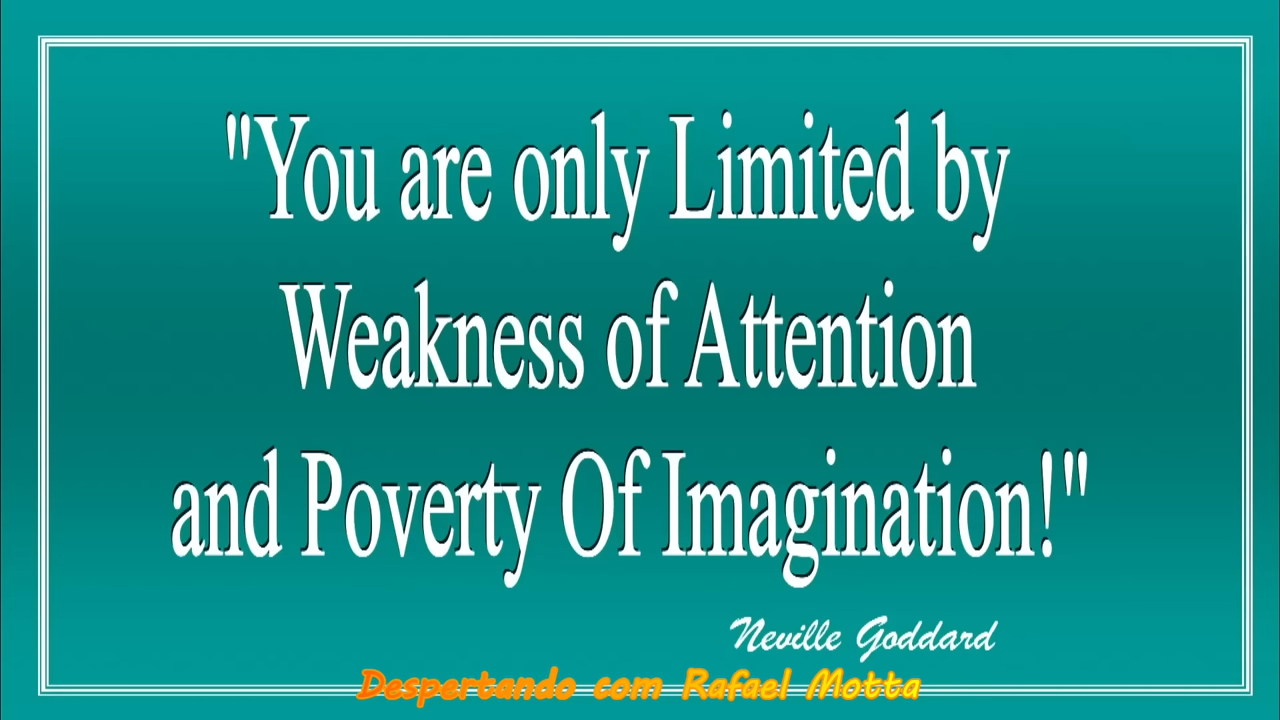 "You are only Limited by
Weakness of Attention
and Poverty Of Imagination!"
Neville Goddard
Despertando com Rafael Motta